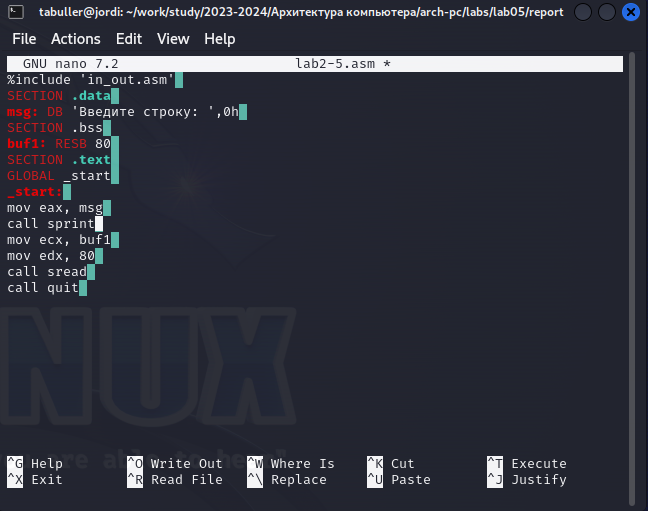 tabuller@jordi: ~/work/study/2023-2024/Архитектура компьютера/arch-pc/labs/lab05/report
File Actions Edit View Help
GNU nano 7.2 lab2-5.asm *
%include 'in_out.asm'
SECTION .data
msg: DB 'Введите строку: ',0h
SECTION .bss
buf1: RESB 80
SECTION .text
GLOBAL _start
_start:
mov eax, msg
call sprint
mov ecx, buf1
mov edx, 80
call sread
call quit
NUX
^G Help ^O Write Out ^W Where Is ^K Cut ^T Execute
^X Exit ^R Read File ^\ Replace ^U Paste ^J Justify